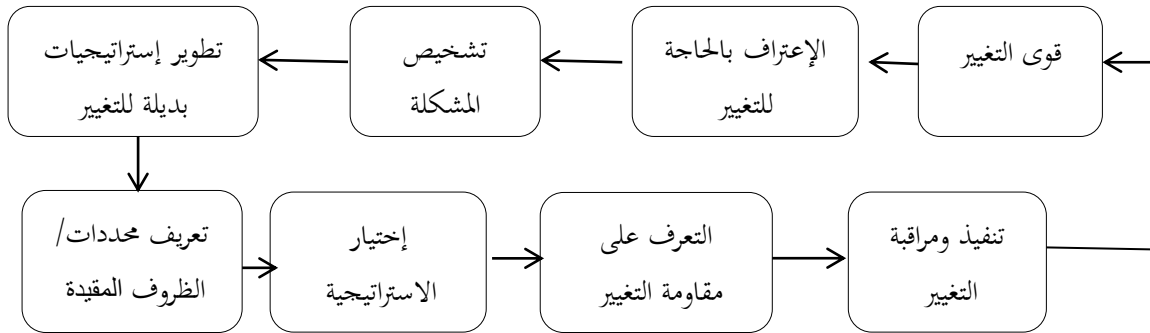 قوى التغيير
الإعتراف بالحاجة
للتغيير
تشخيص
المشكلة
تطوير إستراتيجيات
بديلة للتغيير
تعريف محددات/
الظروف المقيدة
إختيار
الاستراتيجية
التعرف على
مقاومة التغيير
تنفيذ ومراقبة
التغيير